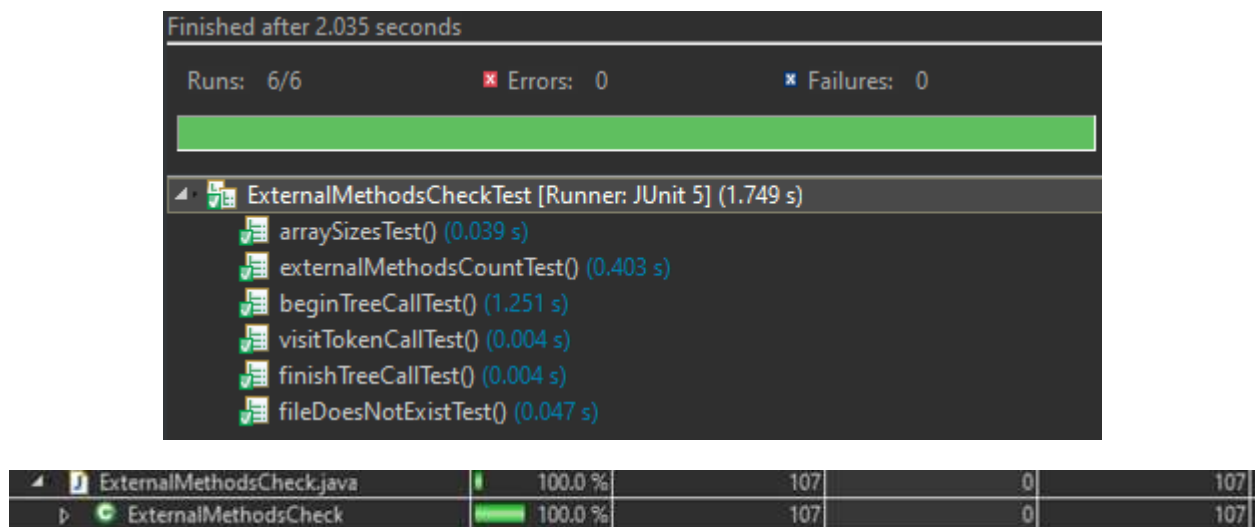 Finished after 2.035 seconds
Runs: 6/6 Errors: 0 Failures: 0
ExternalMethodsCheckTest [Runner: JUnit 5] (1.749 s)
arraySizesTest() (0.039 s)
externalMethodsCountTest() (0.403 s)
beginTreeCallTest() (1.251 s)
visitTokenCallTest() (0.004 s)
finishTreeCallTest() (0.004 s)
fileDoesNotExistTest() (0.047 s)
ExternalMethodsCheck.java 100.0 % 107 0 107
ExternalMethodsCheck 100.0 % 107 0 107